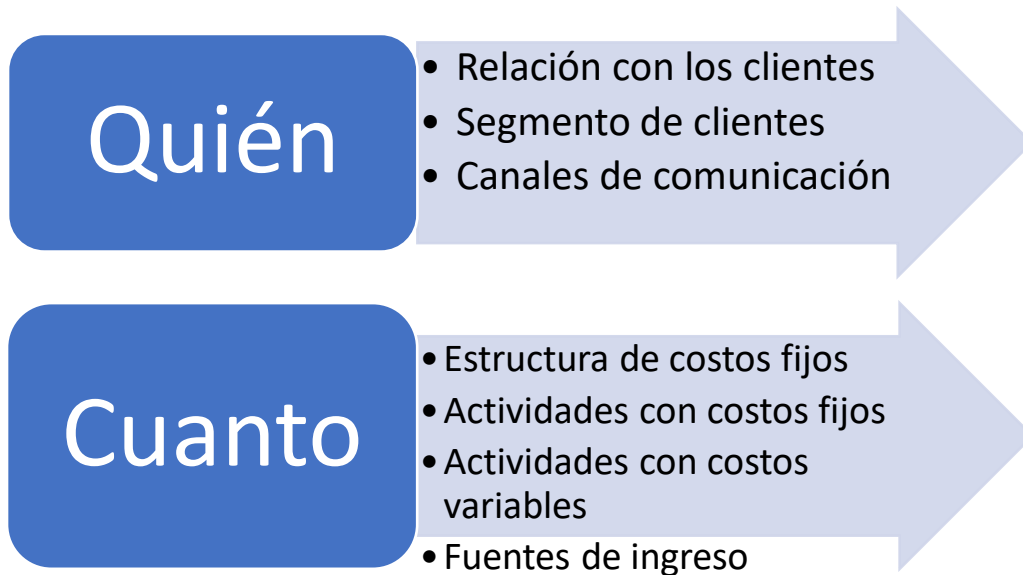 Quién
• Relación con los clientes
• Segmento de clientes
• Canales de comunicación
Cuanto
• Estructura de costos fijos
• Actividades con costos fijos
• Actividades con costos
variables
• Fuentes de ingreso